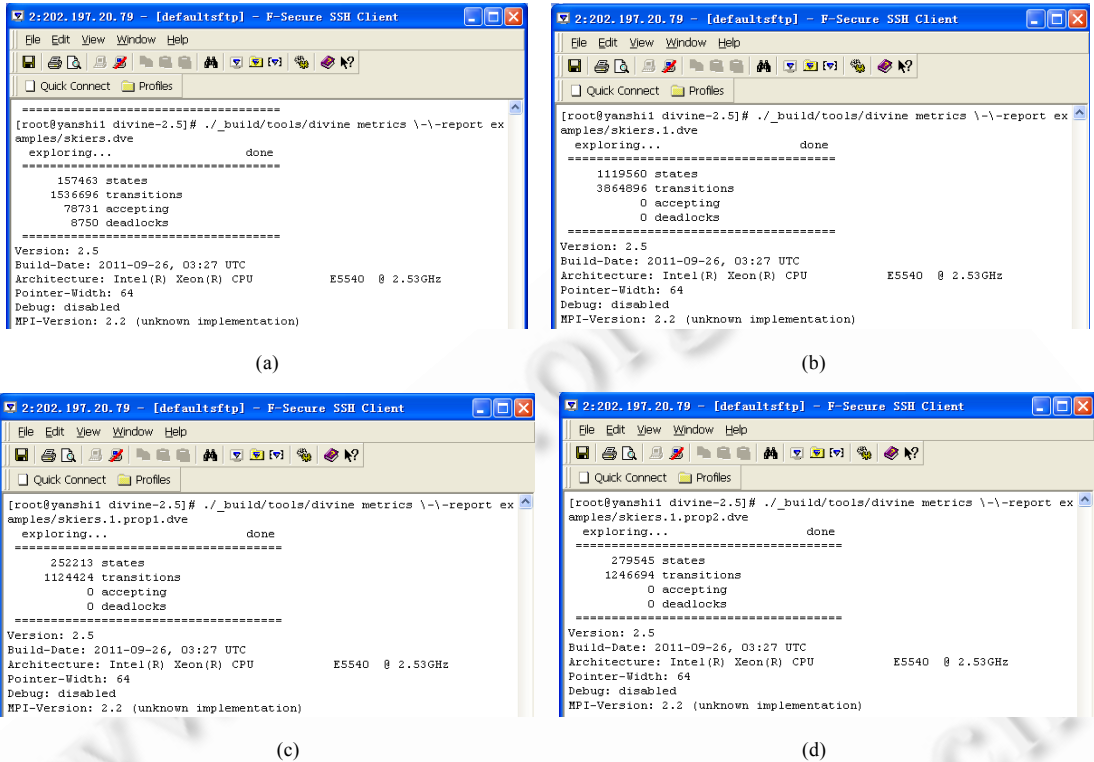 2:202.197.20.79 - [defaultsftp] - F-Secure SSH Client
File Edit View Window Help
Quick Connect Profiles
=====================================
[root@yanshi1 divine-2.5]# ./_build/tools/divine metrics \-\-report ex
amples/skiers.dve
exploring... done
=====================================
157463 states
1536696 transitions
78731 accepting
8750 deadlocks
=====================================
Version: 2.5
Build-Date: 2011-09-26, 03:27 UTC
Architecture: Intel(R) Xeon(R) CPU E5540 @ 2.53GHz
Pointer-Width: 64
Debug: disabled
MPI-Version: 2.2 (unknown implementation)
(a)
2:202.197.20.79 - [defaultsftp] - F-Secure SSH Client
File Edit View Window Help
Quick Connect Profiles
[root@yanshi1 divine-2.5]# ./_build/tools/divine metrics \-\-report ex
amples/skiers.1.dve
exploring... done
=====================================
1119560 states
3864896 transitions
0 accepting
0 deadlocks
=====================================
Version: 2.5
Build-Date: 2011-09-26, 03:27 UTC
Architecture: Intel(R) Xeon(R) CPU E5540 @ 2.53GHz
Pointer-Width: 64
Debug: disabled
MPI-Version: 2.2 (unknown implementation)
(b)
2:202.197.20.79 - [defaultsftp] - F-Secure SSH Client
File Edit View Window Help
Quick Connect Profiles
[root@yanshi1 divine-2.5]# ./_build/tools/divine metrics \-\-report ex
amples/skiers.1.prop1.dve
exploring... done
=====================================
252213 states
1124424 transitions
0 accepting
0 deadlocks
=====================================
Version: 2.5
Build-Date: 2011-09-26, 03:27 UTC
Architecture: Intel(R) Xeon(R) CPU E5540 @ 2.53GHz
Pointer-Width: 64
Debug: disabled
MPI-Version: 2.2 (unknown implementation)
(c)
2:202.197.20.79 - [defaultsftp] - F-Secure SSH Client
File Edit View Window Help
Quick Connect Profiles
[root@yanshi1 divine-2.5]# ./_build/tools/divine metrics \-\-report ex
amples/skiers.1.prop2.dve
exploring... done
=====================================
279545 states
1246694 transitions
0 accepting
0 deadlocks
=====================================
Version: 2.5
Build-Date: 2011-09-26, 03:27 UTC
Architecture: Intel(R) Xeon(R) CPU E5540 @ 2.53GHz
Pointer-Width: 64
Debug: disabled
MPI-Version: 2.2 (unknown implementation)
(d)